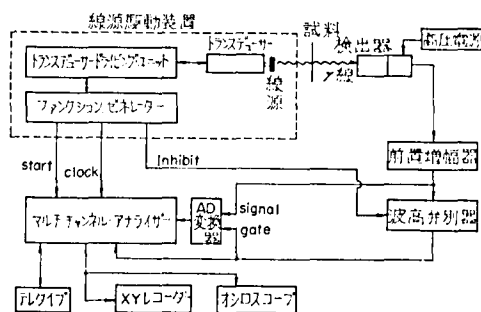 線源駆動装置
トランスデューサー
試料
検出器
高圧電源
トランスデューサードライビングユニット
線源
γ線
ファンクションゼネレーター
前置増幅器
start
clock
Inhibit
マルチチャンネル・アナライザー
AD
変換
器
signal
gate
波高弁別器
テレタイプ
XYレコーダー
オシロスコープ